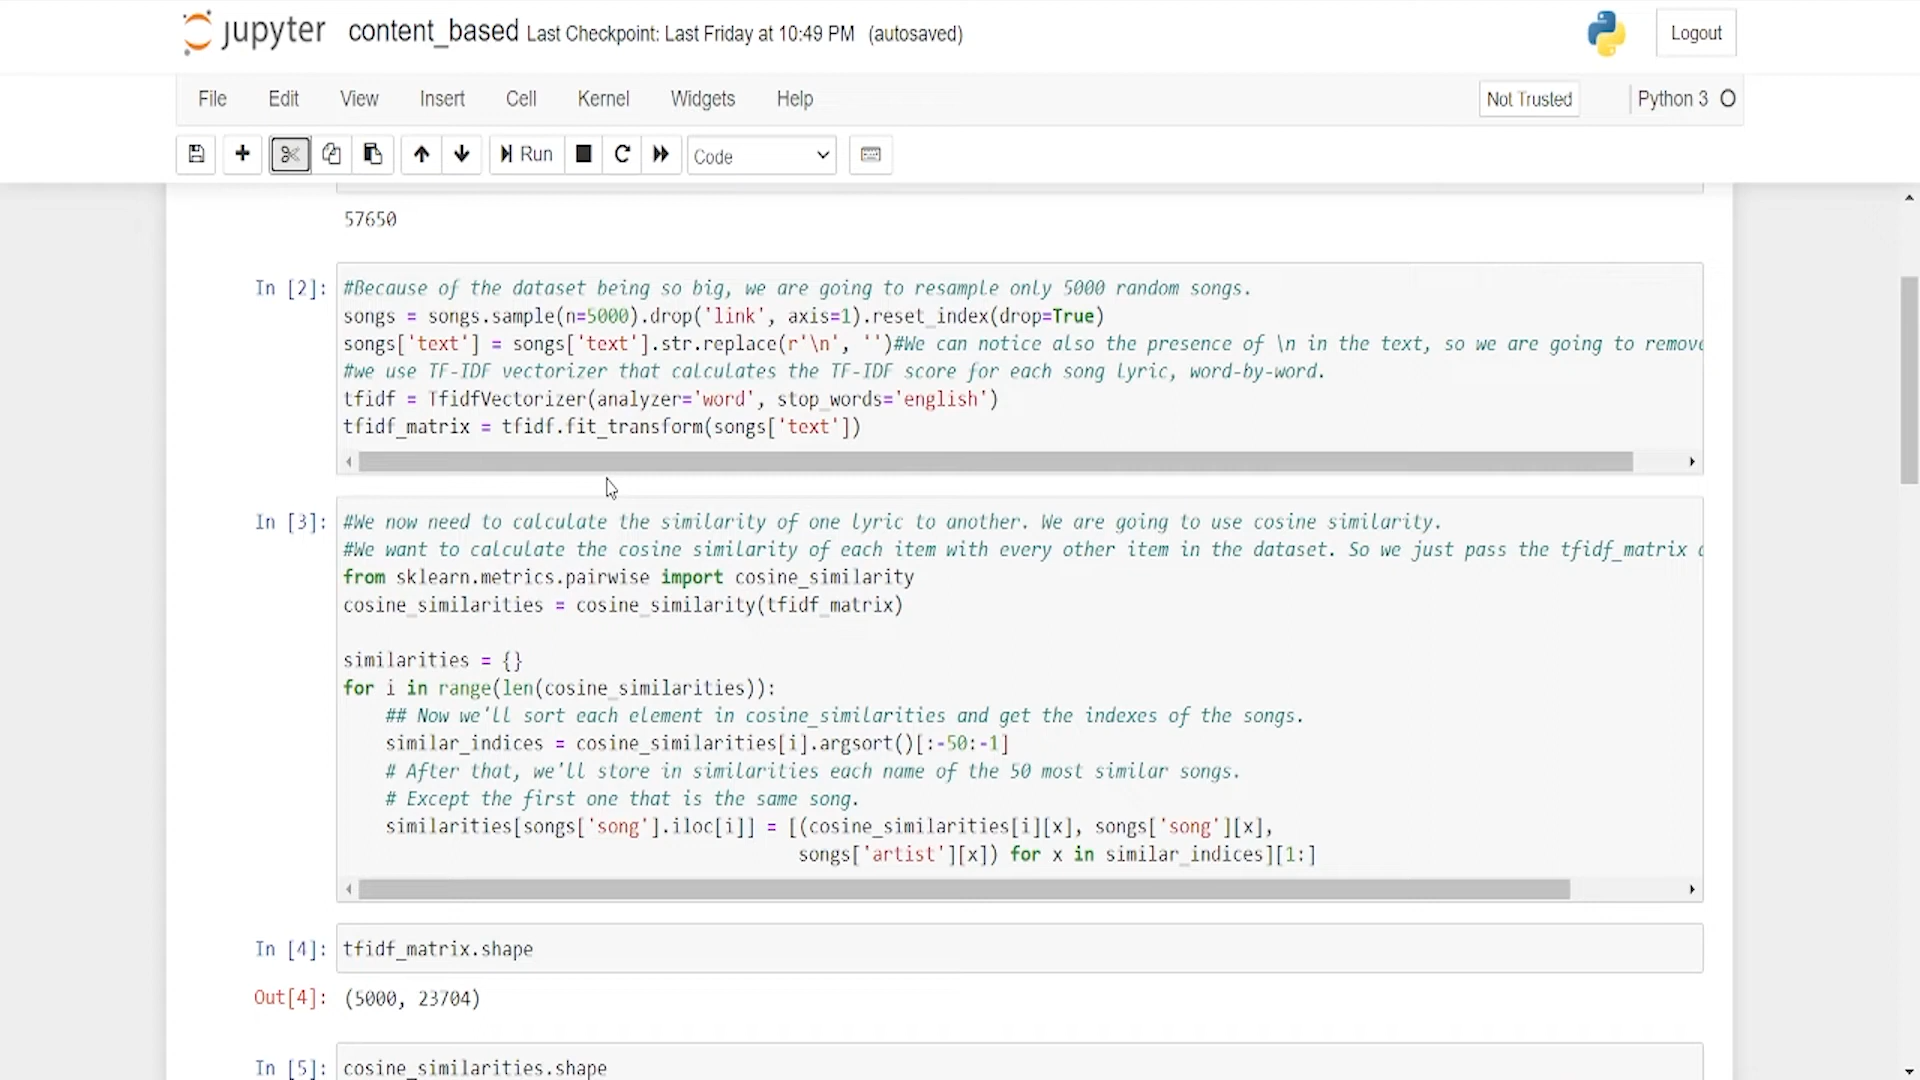 jupyter content_based Last Checkpoint: Last Friday at 10:49 PM (autosaved) Logout
File Edit View Insert Cell Kernel Widgets Help Not Trusted Python 3
Run Code
57650
In [2]: #Because of the dataset being so big, we are going to resample only 5000 random songs.
songs = songs.sample(n=5000).drop('link', axis=1).reset_index(drop=True)
songs['text'] = songs['text'].str.replace(r'\n', '')#We can notice also the presence of \n in the text, so we are going to remove
#we use TF-IDF vectorizer that calculates the TF-IDF score for each song lyric, word-by-word.
tfidf = TfidfVectorizer(analyzer='word', stop_words='english')
tfidf_matrix = tfidf.fit_transform(songs['text'])
In [3]: #We now need to calculate the similarity of one lyric to another. We are going to use cosine similarity.
#We want to calculate the cosine similarity of each item with every other item in the dataset. So we just pass the tfidf_matrix
from sklearn.metrics.pairwise import cosine_similarity
cosine_similarities = cosine_similarity(tfidf_matrix)
similarities = {}
for i in range(len(cosine_similarities)):
## Now we'll sort each element in cosine_similarities and get the indexes of the songs.
similar_indices = cosine_similarities[i].argsort()[:-50:-1]
# After that, we'll store in similarities each name of the 50 most similar songs.
# Except the first one that is the same song.
similarities[songs['song'].iloc[i]] = [(cosine_similarities[i][x], songs['song'][x],
songs['artist'][x]) for x in similar_indices][1:]
In [4]: tfidf_matrix.shape
Out[4]: (5000, 23704)
In [5]: cosine_similarities.shape